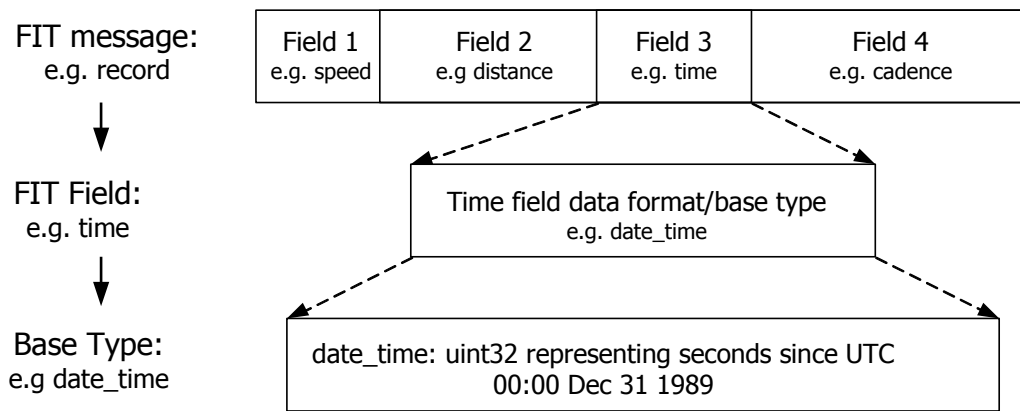 FIT message:
e.g. record
Field 1
e.g. speed
Field 2
e.g distance
Field 3
e.g. time
Field 4
e.g. cadence
FIT Field:
e.g. time
Time field data format/base type
e.g. date_time
Base Type:
e.g date_time
date_time: uint32 representing seconds since UTC
00:00 Dec 31 1989